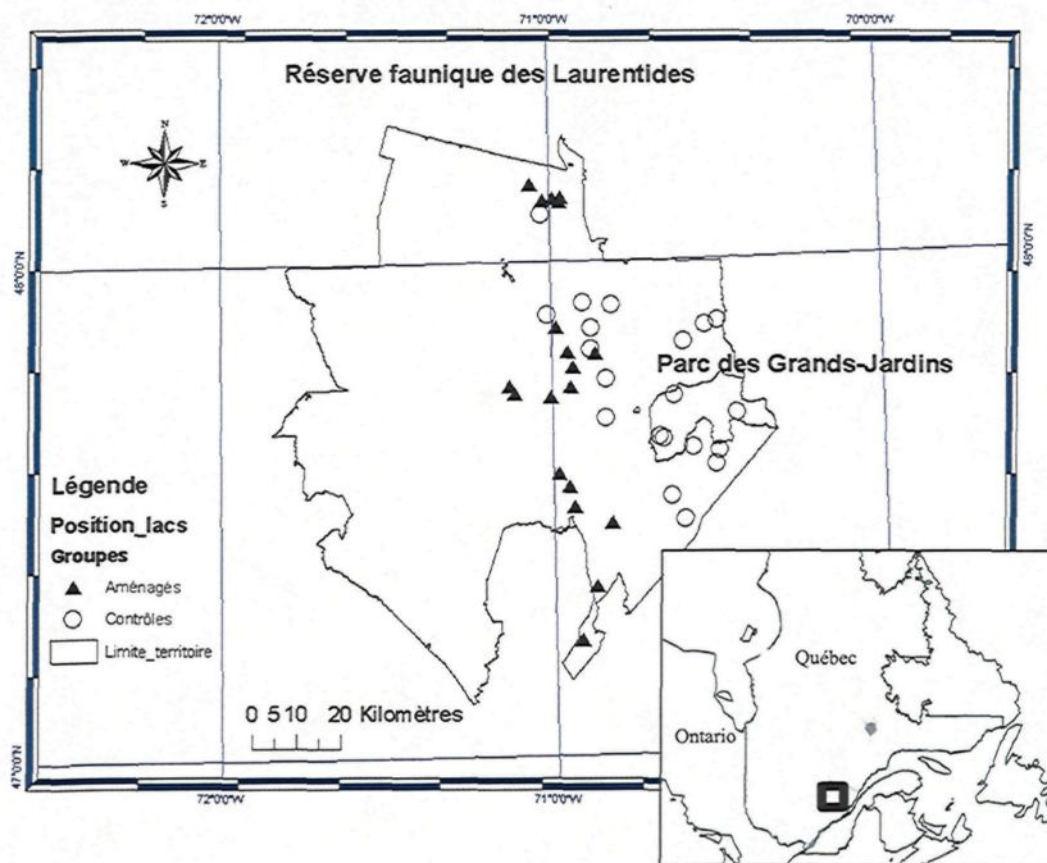 72°0'0"W 71°0'0"W 70°0'0"W
Réserve faunique des Laurentides
N
W E
S
48°0'0"N 48°0'0"N
Parc des Grands-Jardins
Légende
Position_lacs
Groupes
Aménagés
Contrôles
Limite_territoire
0 5 10 20 Kilomètres
Québec
Ontario
47°0'0"N
72°0'0"W 71°0'0"W